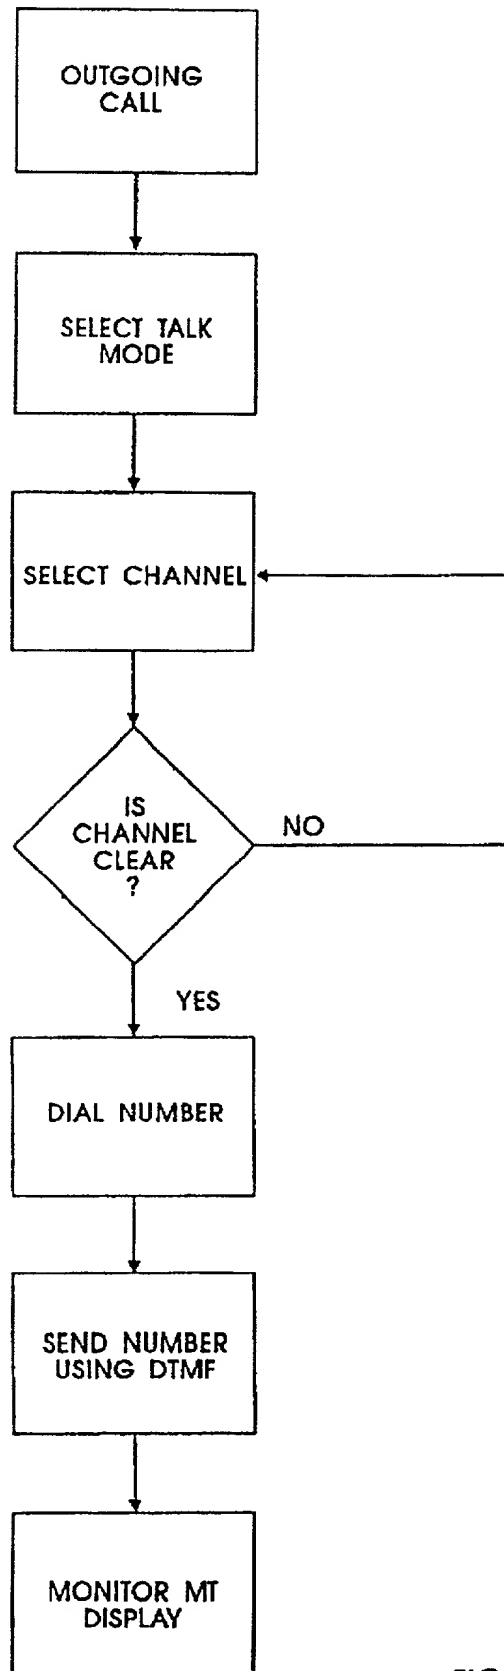 OUTGOING
CALL
SELECT TALK
MODE
SELECT CHANNEL
IS
CHANNEL
CLEAR
?
NO
YES
DIAL NUMBER
SEND NUMBER
USING DTMF
MONITOR MT
DISPLAY